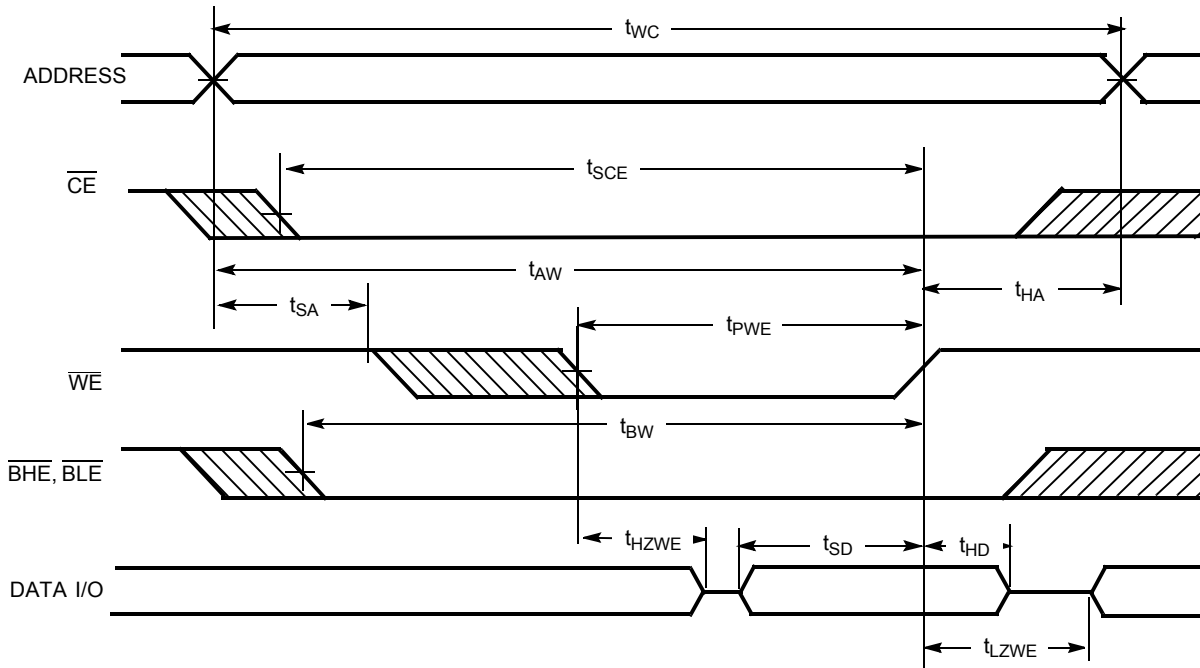 tWC
ADDRESS
tSCE
CE
tAW
tSA
tHA
tPWE
WE
tBW
BHE, BLE
tHZWE
tSD
tHD
DATA I/O
tLZWE